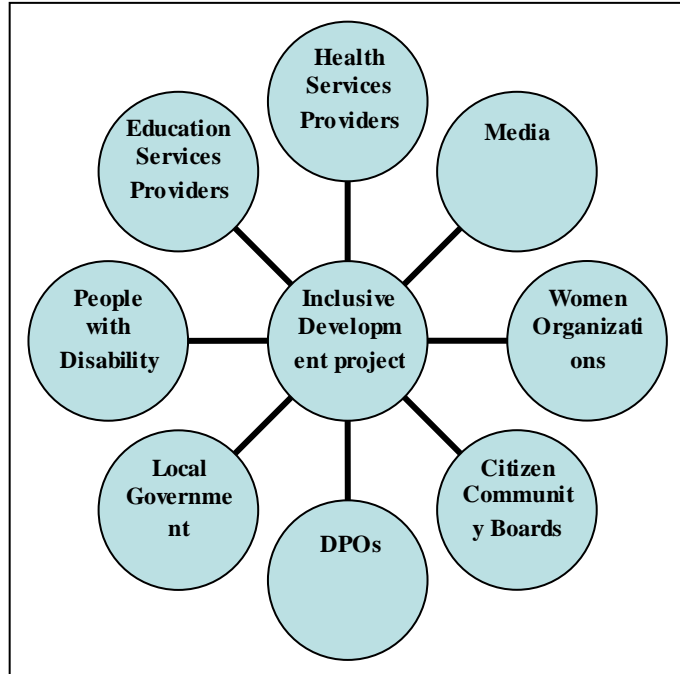 Health
Services
Providers
Media
Women
Organizati
ons
Citizen
Communit
y Boards
DPOs
Local
Governme
nt
People
with
Disability
Education
Services
Providers
Inclusive
Developm
ent project